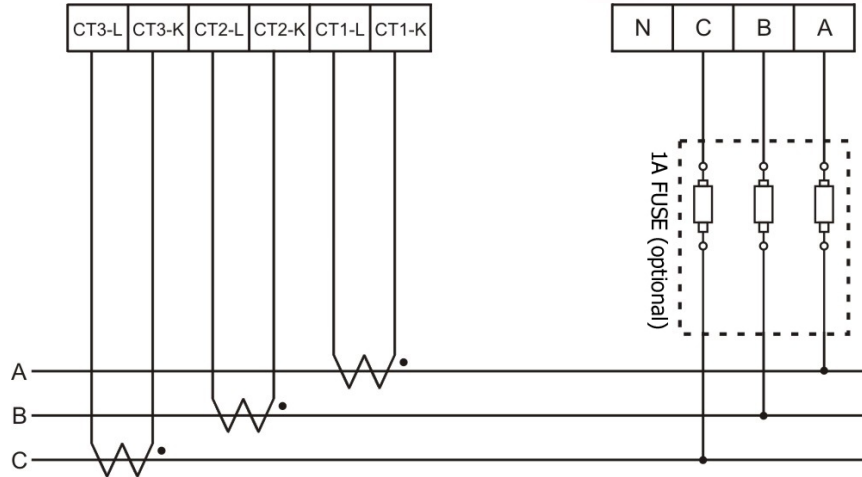 CT3-L CT3-K CT2-L CT2-K CT1-L CT1-K
N C B A
1A FUSE (optional)
A
B
C